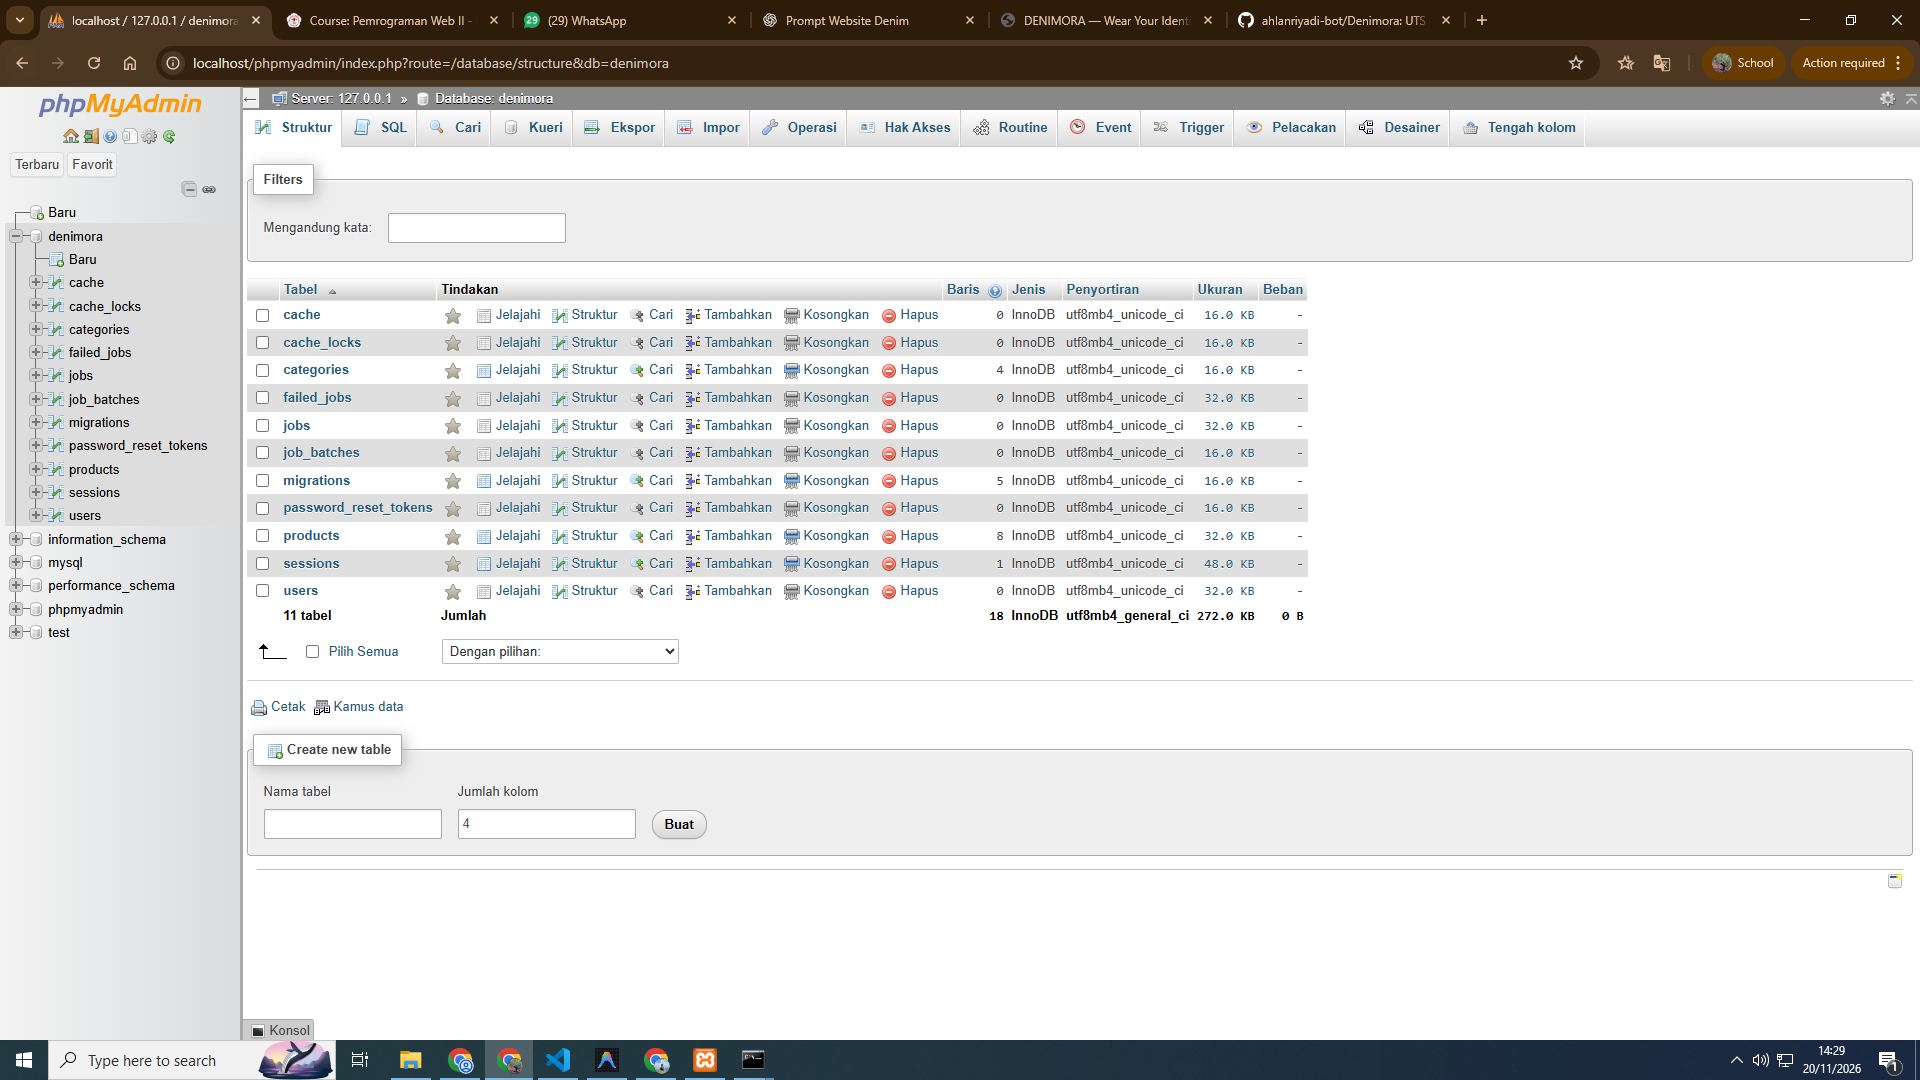 localhost / 127.0.0.1 / denimora
Course: Pemrograman Web II -
(29) WhatsApp
Prompt Website Denim
DENIMORA — Wear Your Identi
ahlanriyadi-bot/Denimora: UTS
localhost/phpmyadmin/index.php?route=/database/structure&db=denimora
School
Action required
phpMyAdmin
Terbaru
Favorit
Baru
denimora
Baru
cache
cache_locks
categories
failed_jobs
jobs
job_batches
migrations
password_reset_tokens
products
sessions
users
information_schema
mysql
performance_schema
phpmyadmin
test
Server: 127.0.0.1 » Database: denimora
Struktur SQL Cari Kueri Ekspor Impor Operasi Hak Akses Routine Event Trigger Pelacakan Desainer Tengah kolom
Filters
Mengandung kata:
Tabel Tindakan Baris Jenis Penyortiran Ukuran Beban
cache Jelajahi Struktur Cari Tambahkan Kosongkan Hapus 0 InnoDB utf8mb4_unicode_ci 16.0 KB -
cache_locks Jelajahi Struktur Cari Tambahkan Kosongkan Hapus 0 InnoDB utf8mb4_unicode_ci 16.0 KB -
categories Jelajahi Struktur Cari Tambahkan Kosongkan Hapus 4 InnoDB utf8mb4_unicode_ci 16.0 KB -
failed_jobs Jelajahi Struktur Cari Tambahkan Kosongkan Hapus 0 InnoDB utf8mb4_unicode_ci 32.0 KB -
jobs Jelajahi Struktur Cari Tambahkan Kosongkan Hapus 0 InnoDB utf8mb4_unicode_ci 32.0 KB -
job_batches Jelajahi Struktur Cari Tambahkan Kosongkan Hapus 0 InnoDB utf8mb4_unicode_ci 16.0 KB -
migrations Jelajahi Struktur Cari Tambahkan Kosongkan Hapus 5 InnoDB utf8mb4_unicode_ci 16.0 KB -
password_reset_tokens Jelajahi Struktur Cari Tambahkan Kosongkan Hapus 0 InnoDB utf8mb4_unicode_ci 16.0 KB -
products Jelajahi Struktur Cari Tambahkan Kosongkan Hapus 8 InnoDB utf8mb4_unicode_ci 32.0 KB -
sessions Jelajahi Struktur Cari Tambahkan Kosongkan Hapus 1 InnoDB utf8mb4_unicode_ci 48.0 KB -
users Jelajahi Struktur Cari Tambahkan Kosongkan Hapus 0 InnoDB utf8mb4_unicode_ci 32.0 KB -
11 tabel Jumlah 18 InnoDB utf8mb4_general_ci 272.0 KB 0 B
Pilih Semua
Dengan pilihan:
Cetak
Kamus data
Create new table
Nama tabel
Jumlah kolom
4
Buat
Konsol
Type here to search
14:29
20/11/2026
1